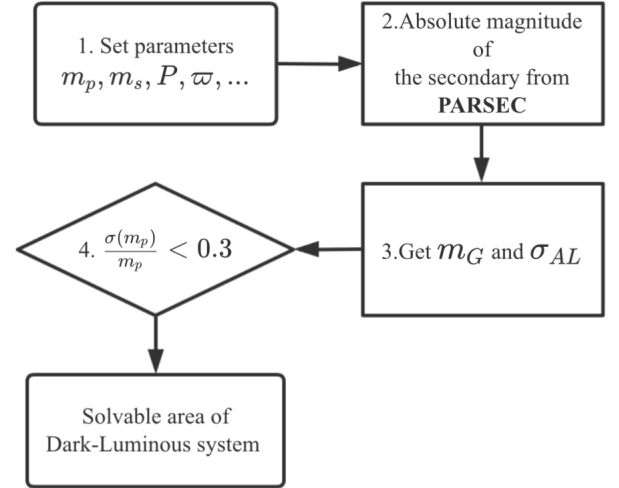 1. Set parameters
m_p, m_s, P, ϖ, ...
2.Absolute magnitude
of
the secondary from
PARSEC
3.Get m_G and σ_AL
4. σ(m_p)/m_p < 0.3
Solvable area of
Dark-Luminous system